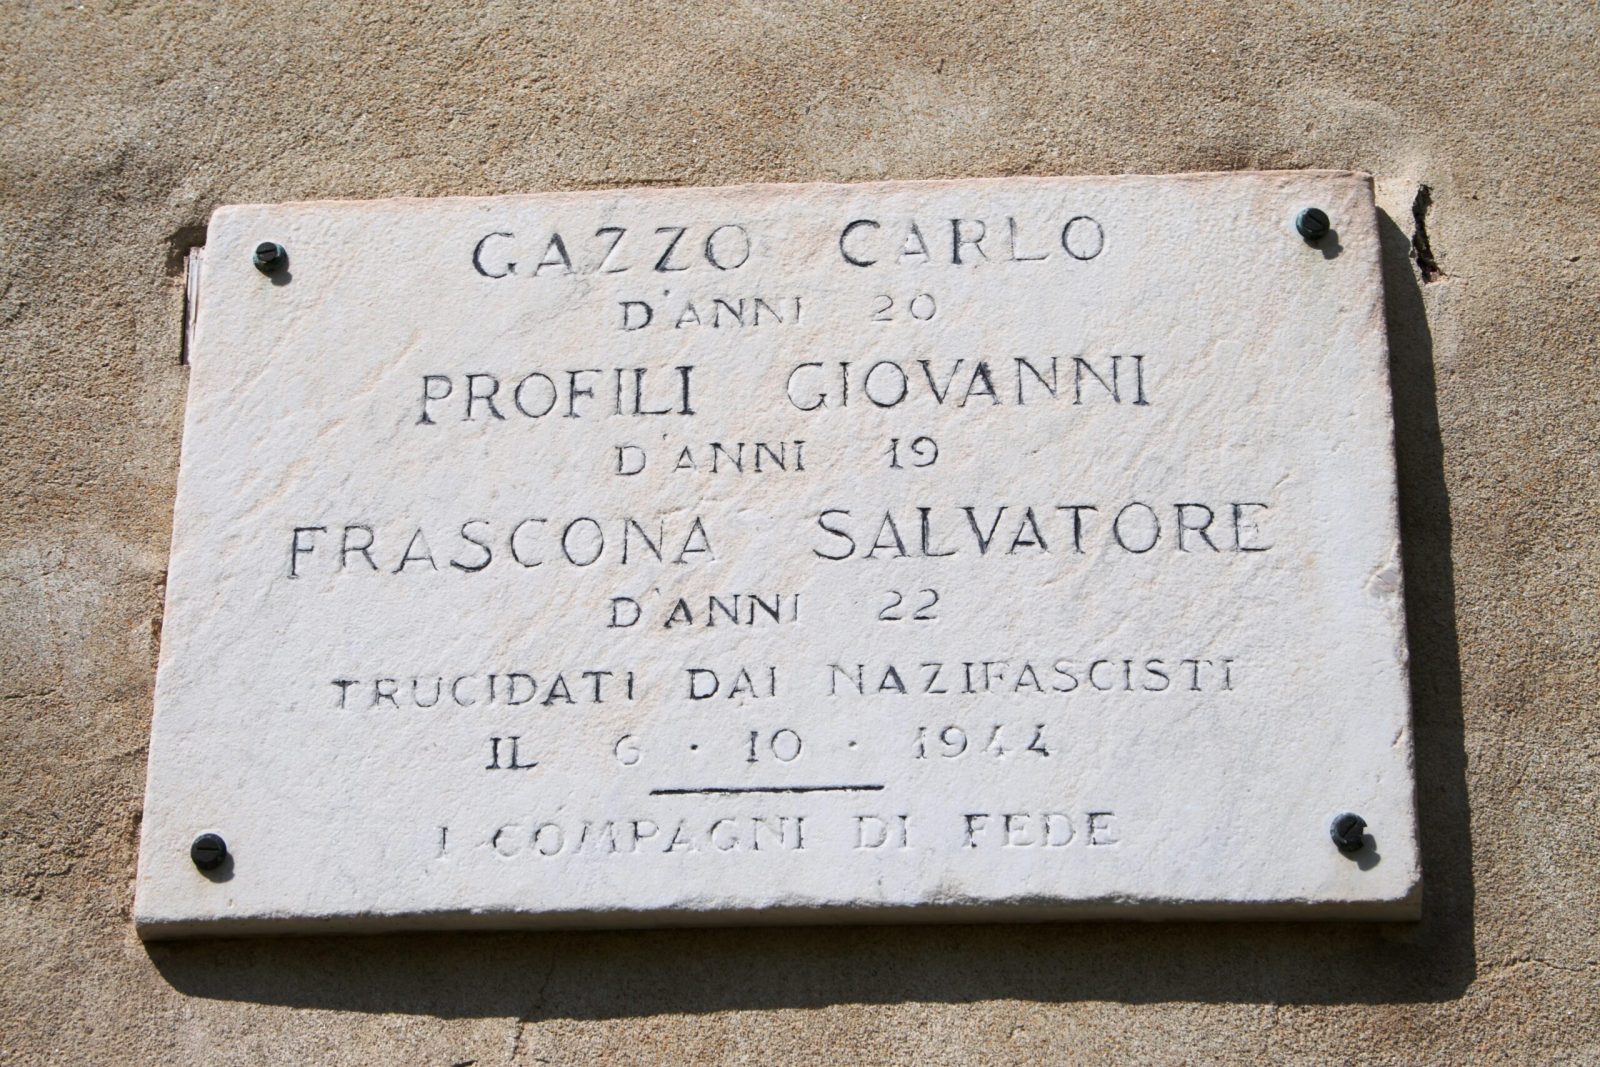 GAZZO CARLO
D'ANNI 20
PROFILI GIOVANNI
D'ANNI 19
FRASCONA SALVATORE
D'ANNI 22
TRUCIDATI DAI NAZIFASCISTI
IL 6 · 10 · 1944
I COMPAGNI DI FEDE